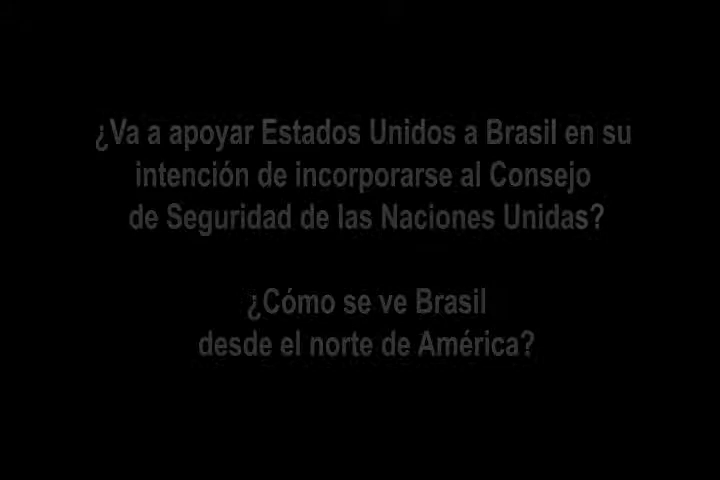 ¿Va a apoyar Estados Unidos a Brasil en su
intención de incorporarse al Consejo
de Seguridad de las Naciones Unidas?
¿Cómo se ve Brasil
desde el norte de América?